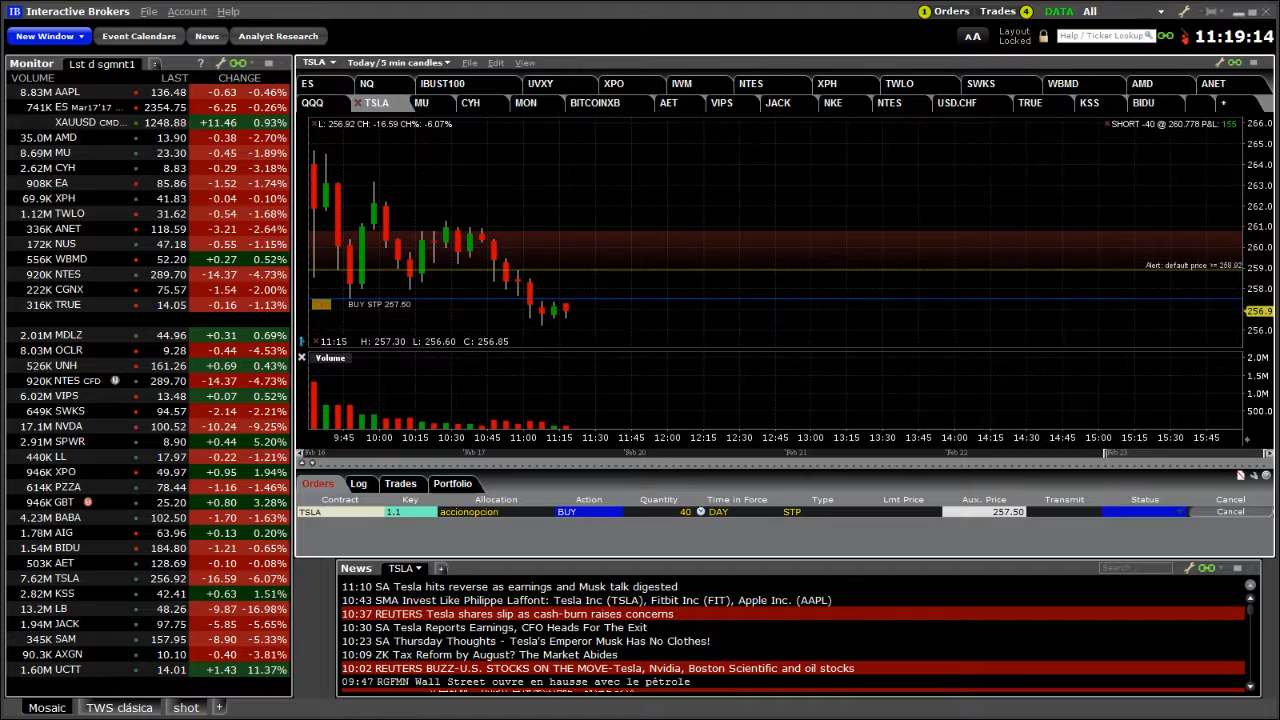 IB Interactive Brokers File Account Help 1 Orders Trades 4 DATA All
New Window Event Calendars News Analyst Research AA Layout Locked Help / Ticker Lookup 11:19:14
Monitor Lst d sgmnt1
VOLUME LAST CHANGE
8.83M AAPL 136.48 -0.63 -0.46%
741K ES Mar17'17 ... 2354.75 -6.25 -0.26%
XAUUSD CMD... 1248.88 +11.46 0.93%
35.0M AMD 13.90 -0.38 -2.70%
8.69M MU 23.30 -0.45 -1.89%
2.62M CYH 8.83 -0.29 -3.18%
908K EA 85.86 -1.52 -1.74%
69.9K XPH 41.83 -0.04 -0.10%
1.12M TWLO 31.62 -0.54 -1.68%
336K ANET 118.59 -3.21 -2.64%
172K NUS 47.18 -0.55 -1.15%
556K WBMD 52.20 +0.27 0.52%
920K NTES 289.70 -14.37 -4.73%
222K CGNX 75.57 -1.54 -2.00%
316K TRUE 14.05 -0.16 -1.13%
2.01M MDLZ 44.96 +0.31 0.69%
8.03M OCLR 9.28 -0.44 -4.53%
526K UNH 161.26 +0.69 0.43%
920K NTES CFD 289.70 -14.37 -4.73%
6.02M VIPS 13.48 +0.07 0.52%
649K SWKS 94.57 -2.14 -2.21%
17.1M NVDA 100.52 -10.24 -9.25%
2.91M SPWR 8.90 +0.44 5.20%
440K LL 17.97 -0.22 -1.21%
946K XPO 49.97 +0.95 1.94%
614K PZZA 78.44 -1.16 -1.46%
946K GBT 25.20 +0.80 3.28%
4.23M BABA 102.50 -1.70 -1.63%
1.78M AIG 63.96 +0.13 0.20%
1.54M BIDU 184.80 -1.21 -0.65%
503K AET 128.69 -0.10 -0.08%
7.62M TSLA 256.92 -16.59 -6.07%
2.82M KSS 42.41 +0.63 1.51%
13.2M LB 48.26 -9.87 -16.98%
1.94M JACK 97.75 -5.85 -5.65%
345K SAM 157.95 -8.90 -5.33%
90.3K AXGN 10.10 -0.40 -3.81%
1.60M UCTT 14.01 +1.43 11.37%
Mosaic TWS clásica shot +
TSLA Today/5 min candles File Edit View
ES NQ IBUST100 UVXY XPO IWM NTES XPH TWLO SWKS WBMD AMD ANET
QQQ TSLA MU CYH MON BITCOINXB AET VIPS JACK NKE NTES USD.CHF TRUE KSS BIDU +
L: 256.92 CH: -16.59 CH%: -6.07% SHORT -40 @ 260.778 P&L: 155
266.0
265.0
264.0
263.0
262.0
261.0
260.0
259.0
258.0
256.9
256.0
Alert: default price >= 258.92
BUY STP 257.50
11:15 H: 257.30 L: 256.60 C: 256.85
Volume
2.0M
1.5M
1.0M
500.0
9:45 10:00 10:15 10:30 10:45 11:00 11:15 11:30 11:45 12:00 12:15 12:30 12:45 13:00 13:15 13:30 13:45 14:00 14:15 14:30 14:45 15:00 15:15 15:30 15:45
Feb 16 Feb 17 Feb 20 Feb 21 Feb 22 Feb 23
Orders Log Trades Portfolio
Contract Key Allocation Action Quantity Time in Force Type Lmt Price Aux. Price Transmit Status Cancel
TSLA 1.1 accionopcion BUY 40 DAY STP 257.50 Cancel
News TSLA + Search
11:10 SA Tesla hits reverse as earnings and Musk talk digested
10:43 SMA Invest Like Philippe Laffont: Tesla Inc (TSLA), Fitbit Inc (FIT), Apple Inc. (AAPL)
10:37 REUTERS Tesla shares slip as cash-burn raises concerns
10:30 SA Tesla Reports Earnings, CFO Heads For The Exit
10:23 SA Thursday Thoughts - Tesla's Emperor Musk Has No Clothes!
10:09 ZK Tax Reform by August? The Market Abides
10:02 REUTERS BUZZ-U.S. STOCKS ON THE MOVE-Tesla, Nvidia, Boston Scientific and oil stocks
09:47 RGFMN Wall Street ouvre en hausse avec le pétrole